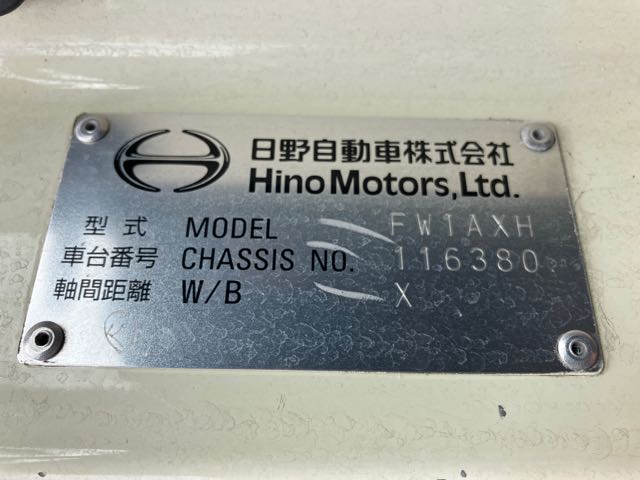 日野自動車株式会社
Hino Motors, Ltd.
型式 MODEL FW1AXH
車台番号 CHASSIS NO. 116380
軸間距離 W/B X